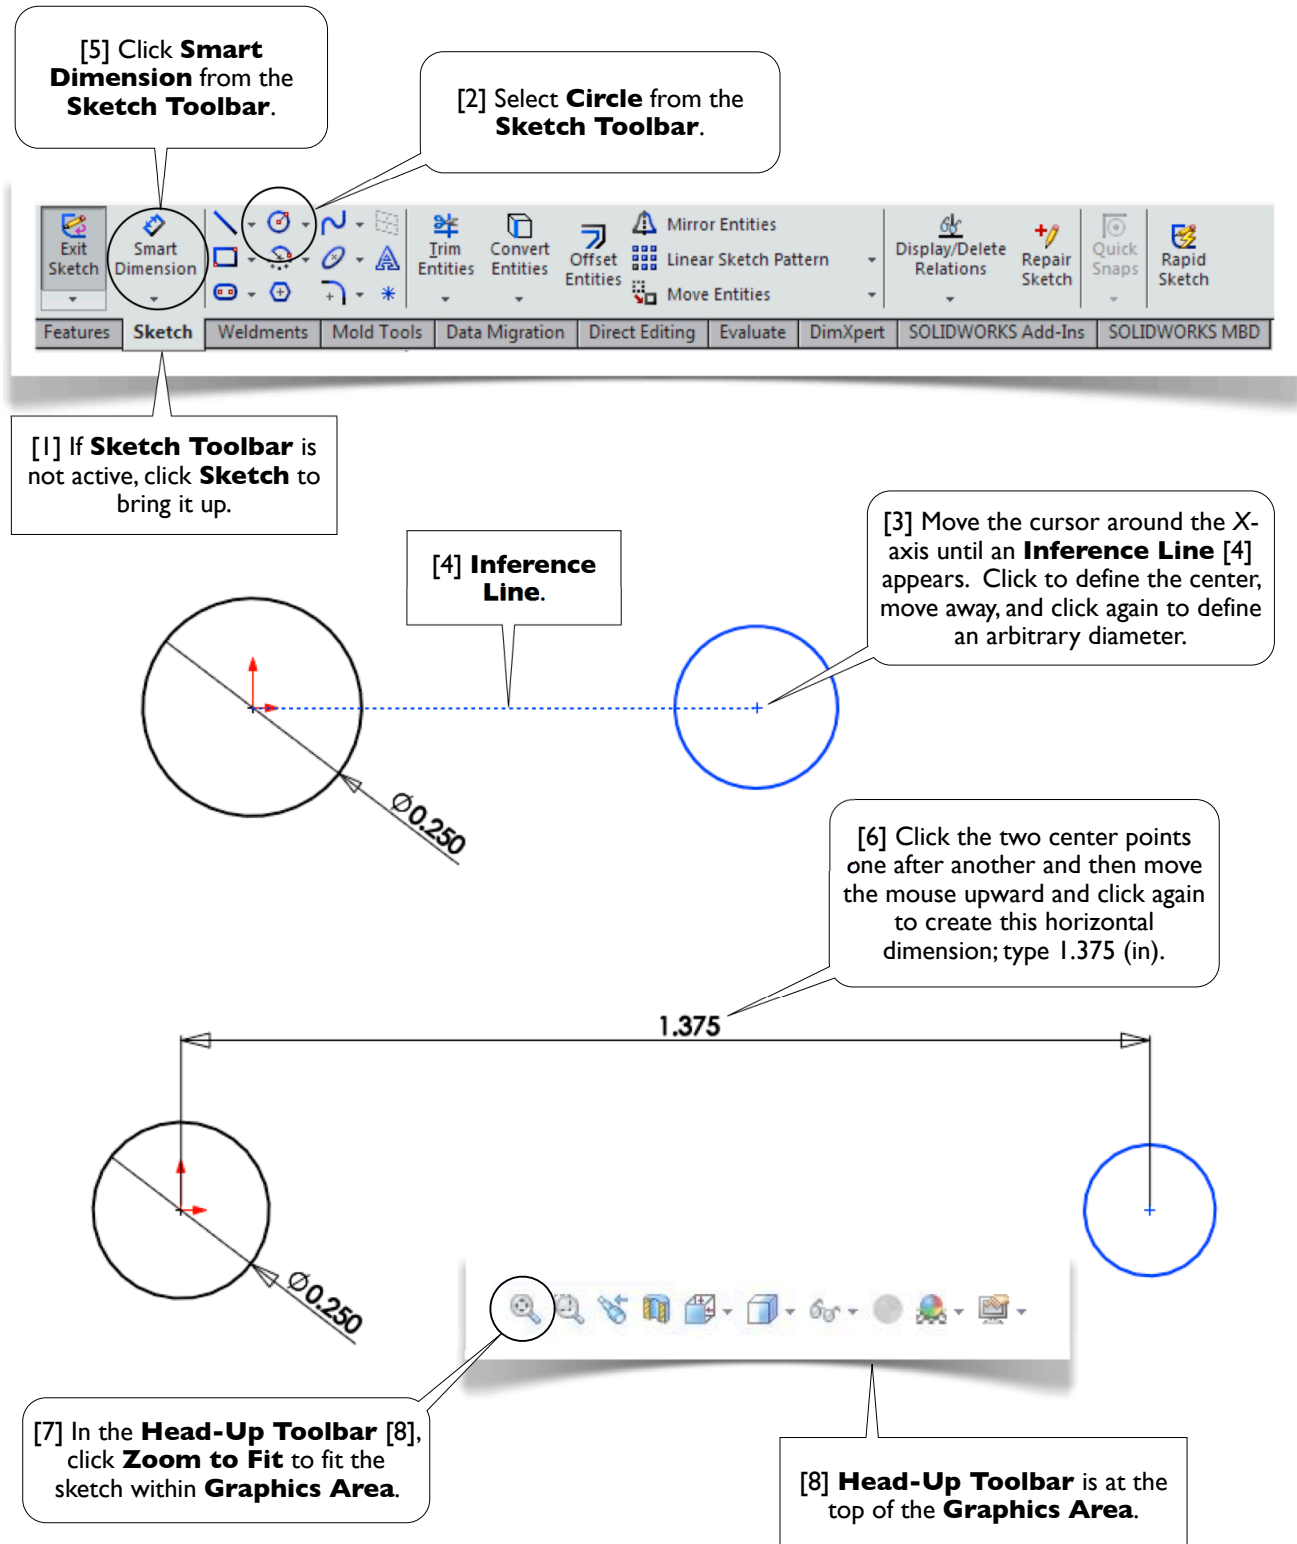 [5] Click Smart
Dimension from the
Sketch Toolbar.
[2] Select Circle from the
Sketch Toolbar.
Exit
Sketch
Smart
Dimension
Trim
Entities
Convert
Entities
Offset
Entities
Mirror Entities
Linear Sketch Pattern
Move Entities
Display/Delete
Relations
Repair
Sketch
Quick
Snaps
Rapid
Sketch
Features
Sketch
Weldments
Mold Tools
Data Migration
Direct Editing
Evaluate
DimXpert
SOLIDWORKS Add-Ins
SOLIDWORKS MBD
[1] If Sketch Toolbar is
not active, click Sketch to
bring it up.
[4] Inference
Line.
[3] Move the cursor around the X-
axis until an Inference Line [4]
appears. Click to define the center,
move away, and click again to define
an arbitrary diameter.
Ø0.250
[6] Click the two center points
one after another and then move
the mouse upward and click again
to create this horizontal
dimension; type 1.375 (in).
1.375
Ø0.250
[7] In the Head-Up Toolbar [8],
click Zoom to Fit to fit the
sketch within Graphics Area.
[8] Head-Up Toolbar is at the
top of the Graphics Area.